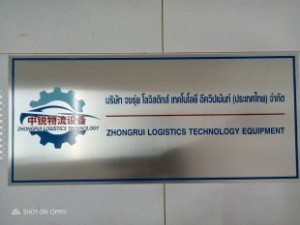 中锐物流设备
ZHONGRUI LOGISTICS TECHNOLOGY
บริษัท จงรุ่ย โลจิสติกส์ เทคโนโลยี อีควิปเม้นท์ (ประเทศไทย) จำกัด
ZHONGRUI LOGISTICS TECHNOLOGY EQUIPMENT
SHOT ON OPPO